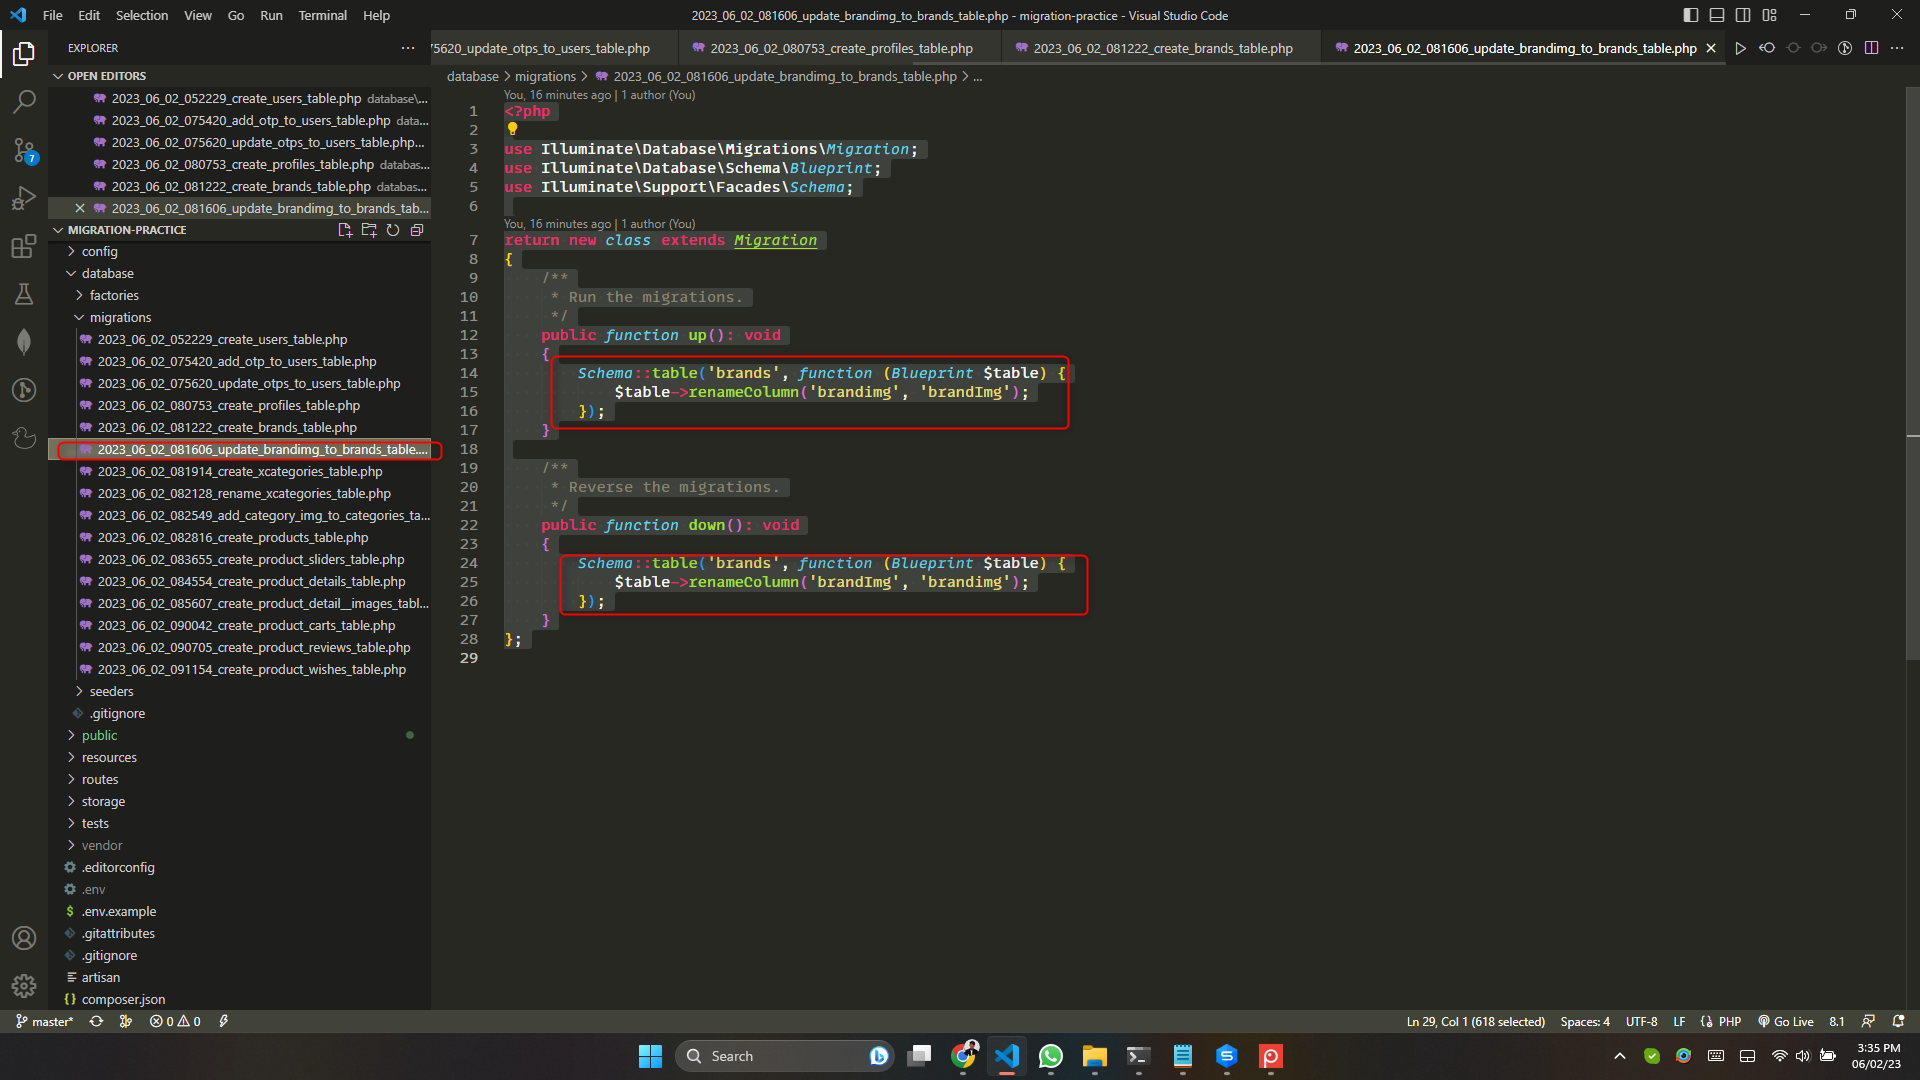 File Edit Selection View Go Run Terminal Help
2023_06_02_081606_update_brandimg_to_brands_table.php - migration-practice - Visual Studio Code
EXPLORER
75620_update_otps_to_users_table.php
2023_06_02_080753_create_profiles_table.php
2023_06_02_081222_create_brands_table.php
2023_06_02_081606_update_brandimg_to_brands_table.php
OPEN EDITORS
2023_06_02_052229_create_users_table.php database\...
2023_06_02_075420_add_otp_to_users_table.php data...
2023_06_02_075620_update_otps_to_users_table.php...
2023_06_02_080753_create_profiles_table.php databas...
2023_06_02_081222_create_brands_table.php databas...
2023_06_02_081606_update_brandimg_to_brands_tab...
7
MIGRATION-PRACTICE
config
database
factories
migrations
2023_06_02_052229_create_users_table.php
2023_06_02_075420_add_otp_to_users_table.php
2023_06_02_075620_update_otps_to_users_table.php
2023_06_02_080753_create_profiles_table.php
2023_06_02_081222_create_brands_table.php
2023_06_02_081606_update_brandimg_to_brands_table....
2023_06_02_081914_create_xcategories_table.php
2023_06_02_082128_rename_xcategories_table.php
2023_06_02_082549_add_category_img_to_categories_ta...
2023_06_02_082816_create_products_table.php
2023_06_02_083655_create_product_sliders_table.php
2023_06_02_084554_create_product_details_table.php
2023_06_02_085607_create_product_detail__images_tabl...
2023_06_02_090042_create_product_carts_table.php
2023_06_02_090705_create_product_reviews_table.php
2023_06_02_091154_create_product_wishes_table.php
seeders
.gitignore
public
resources
routes
storage
tests
vendor
.editorconfig
.env
.env.example
.gitattributes
.gitignore
artisan
composer.json
database > migrations > 2023_06_02_081606_update_brandimg_to_brands_table.php > ...
You, 16 minutes ago | 1 author (You)
1 <?php
2
3 use Illuminate\Database\Migrations\Migration;
4 use Illuminate\Database\Schema\Blueprint;
5 use Illuminate\Support\Facades\Schema;
6
You, 16 minutes ago | 1 author (You)
7 return new class extends Migration
8 {
9 /**
10 * Run the migrations.
11 */
12 public function up(): void
13 {
14 Schema::table('brands', function (Blueprint $table) {
15 $table->renameColumn('brandimg', 'brandImg');
16 });
17 }
18
19 /**
20 * Reverse the migrations.
21 */
22 public function down(): void
23 {
24 Schema::table('brands', function (Blueprint $table) {
25 $table->renameColumn('brandImg', 'brandimg');
26 });
27 }
28 };
29
master* 0 0
Ln 29, Col 1 (618 selected) Spaces: 4 UTF-8 LF PHP Go Live 8.1
Search
3:35 PM
06/02/23